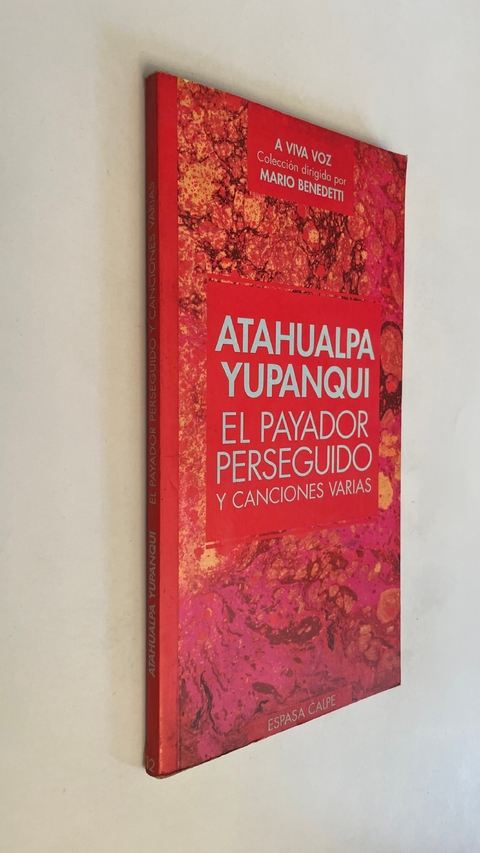 A VIVA VOZ
Colección dirigida por
MARIO BENEDETTI
ATAHUALPA
YUPANQUI
EL PAYADOR
PERSEGUIDO
Y CANCIONES VARIAS
ESPASA CALPE
ATAHUALPA YUPANQUI EL PAYADOR PERSEGUIDO Y CANCIONES VARIAS
12